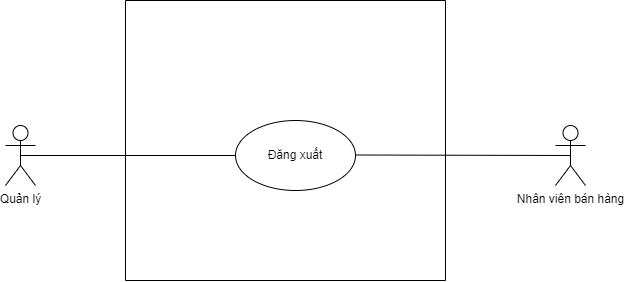 Đăng xuất
Quản lý
Nhân viên bán hàng